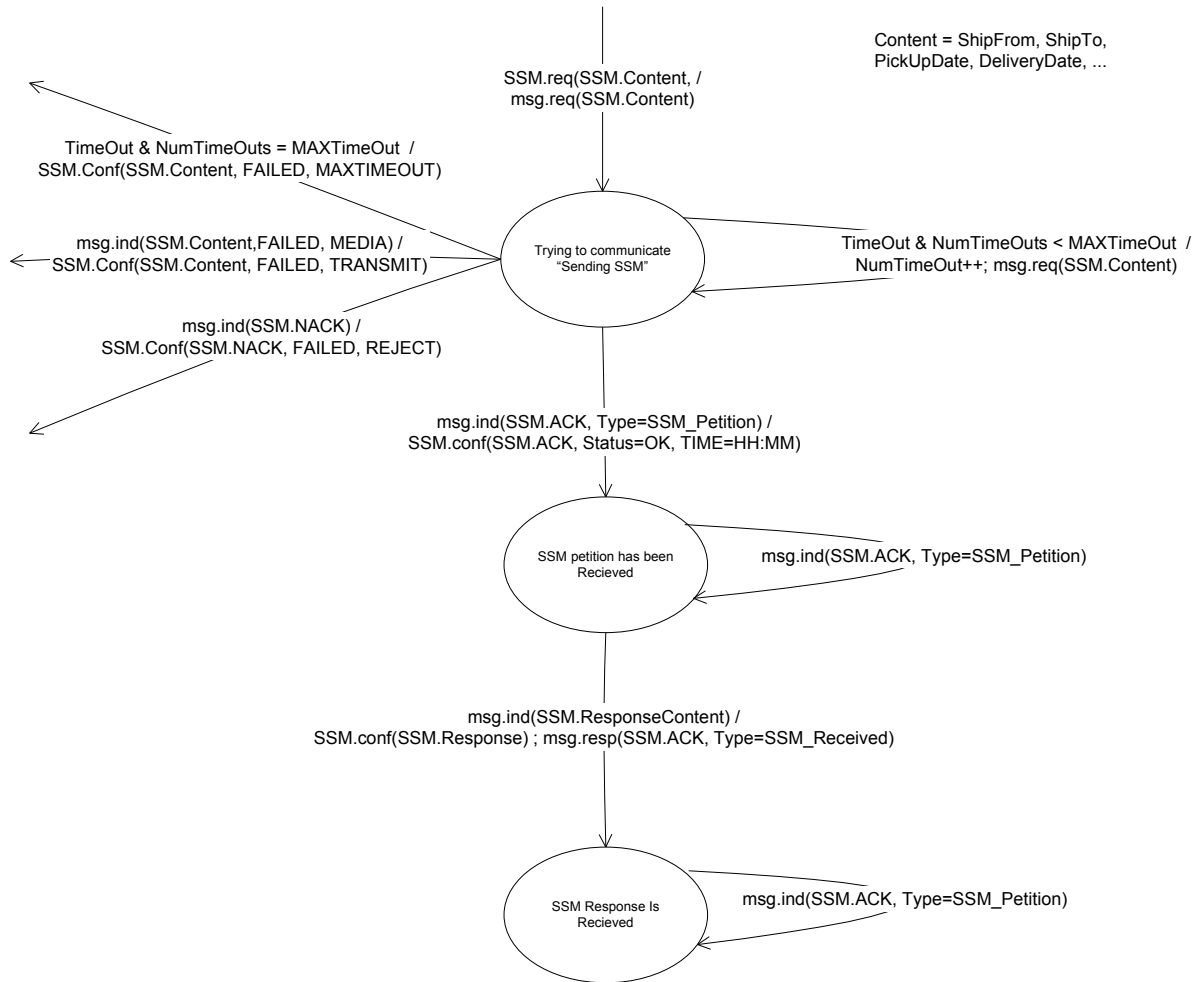 Content = ShipFrom, ShipTo,
PickUpDate, DeliveryDate, ...
SSM.req(SSM.Content, /
msg.req(SSM.Content)
TimeOut & NumTimeOuts = MAXTimeOut /
SSM.Conf(SSM.Content, FAILED, MAXTIMEOUT)
msg.ind(SSM.Content,FAILED, MEDIA) /
SSM.Conf(SSM.Content, FAILED, TRANSMIT)
Trying to communicate
“Sending SSM”
TimeOut & NumTimeOuts < MAXTimeOut /
NumTimeOut++; msg.req(SSM.Content)
msg.ind(SSM.NACK) /
SSM.Conf(SSM.NACK, FAILED, REJECT)
msg.ind(SSM.ACK, Type=SSM_Petition) /
SSM.conf(SSM.ACK, Status=OK, TIME=HH:MM)
SSM petition has been
Recieved
msg.ind(SSM.ACK, Type=SSM_Petition)
msg.ind(SSM.ResponseContent) /
SSM.conf(SSM.Response) ; msg.resp(SSM.ACK, Type=SSM_Received)
SSM Response Is
Recieved
msg.ind(SSM.ACK, Type=SSM_Petition)